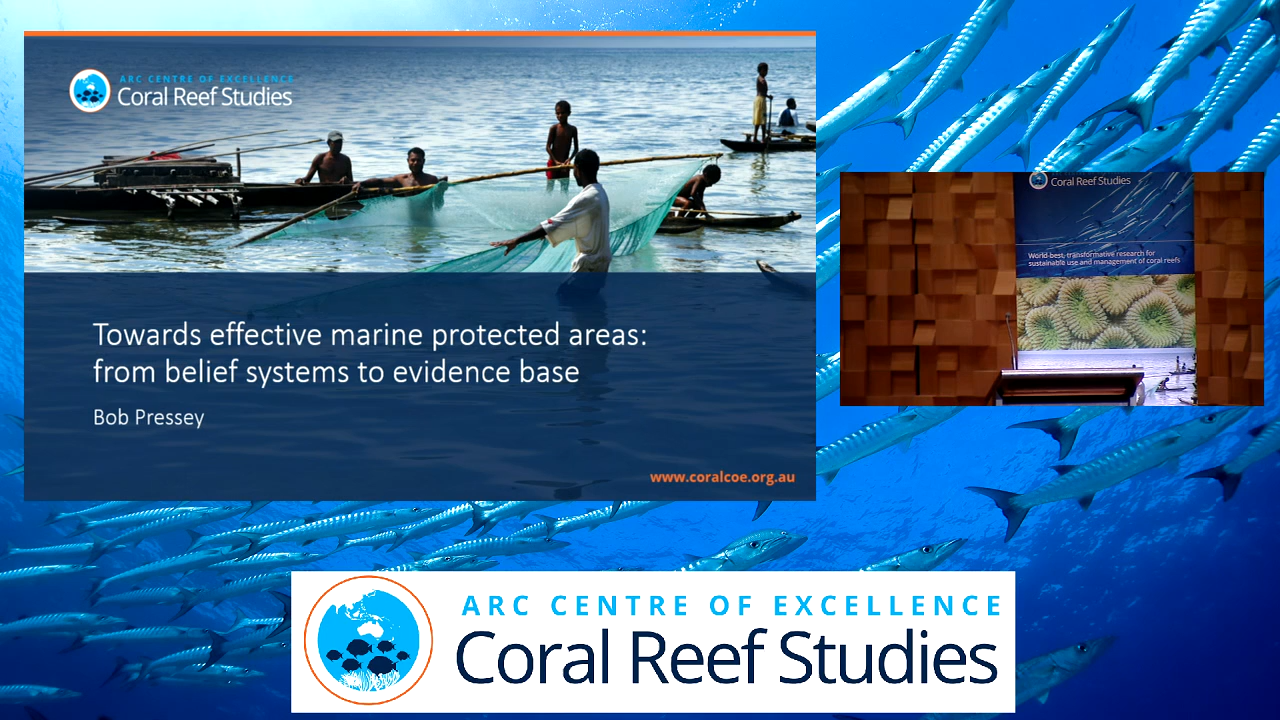 ARC CENTRE OF EXCELLENCE
Coral Reef Studies
Towards effective marine protected areas:
from belief systems to evidence base
Bob Pressey
www.coralcoe.org.au
Coral Reef Studies
World-best, transformative research for
sustainable use and management of coral reefs
ARC CENTRE OF EXCELLENCE
Coral Reef Studies